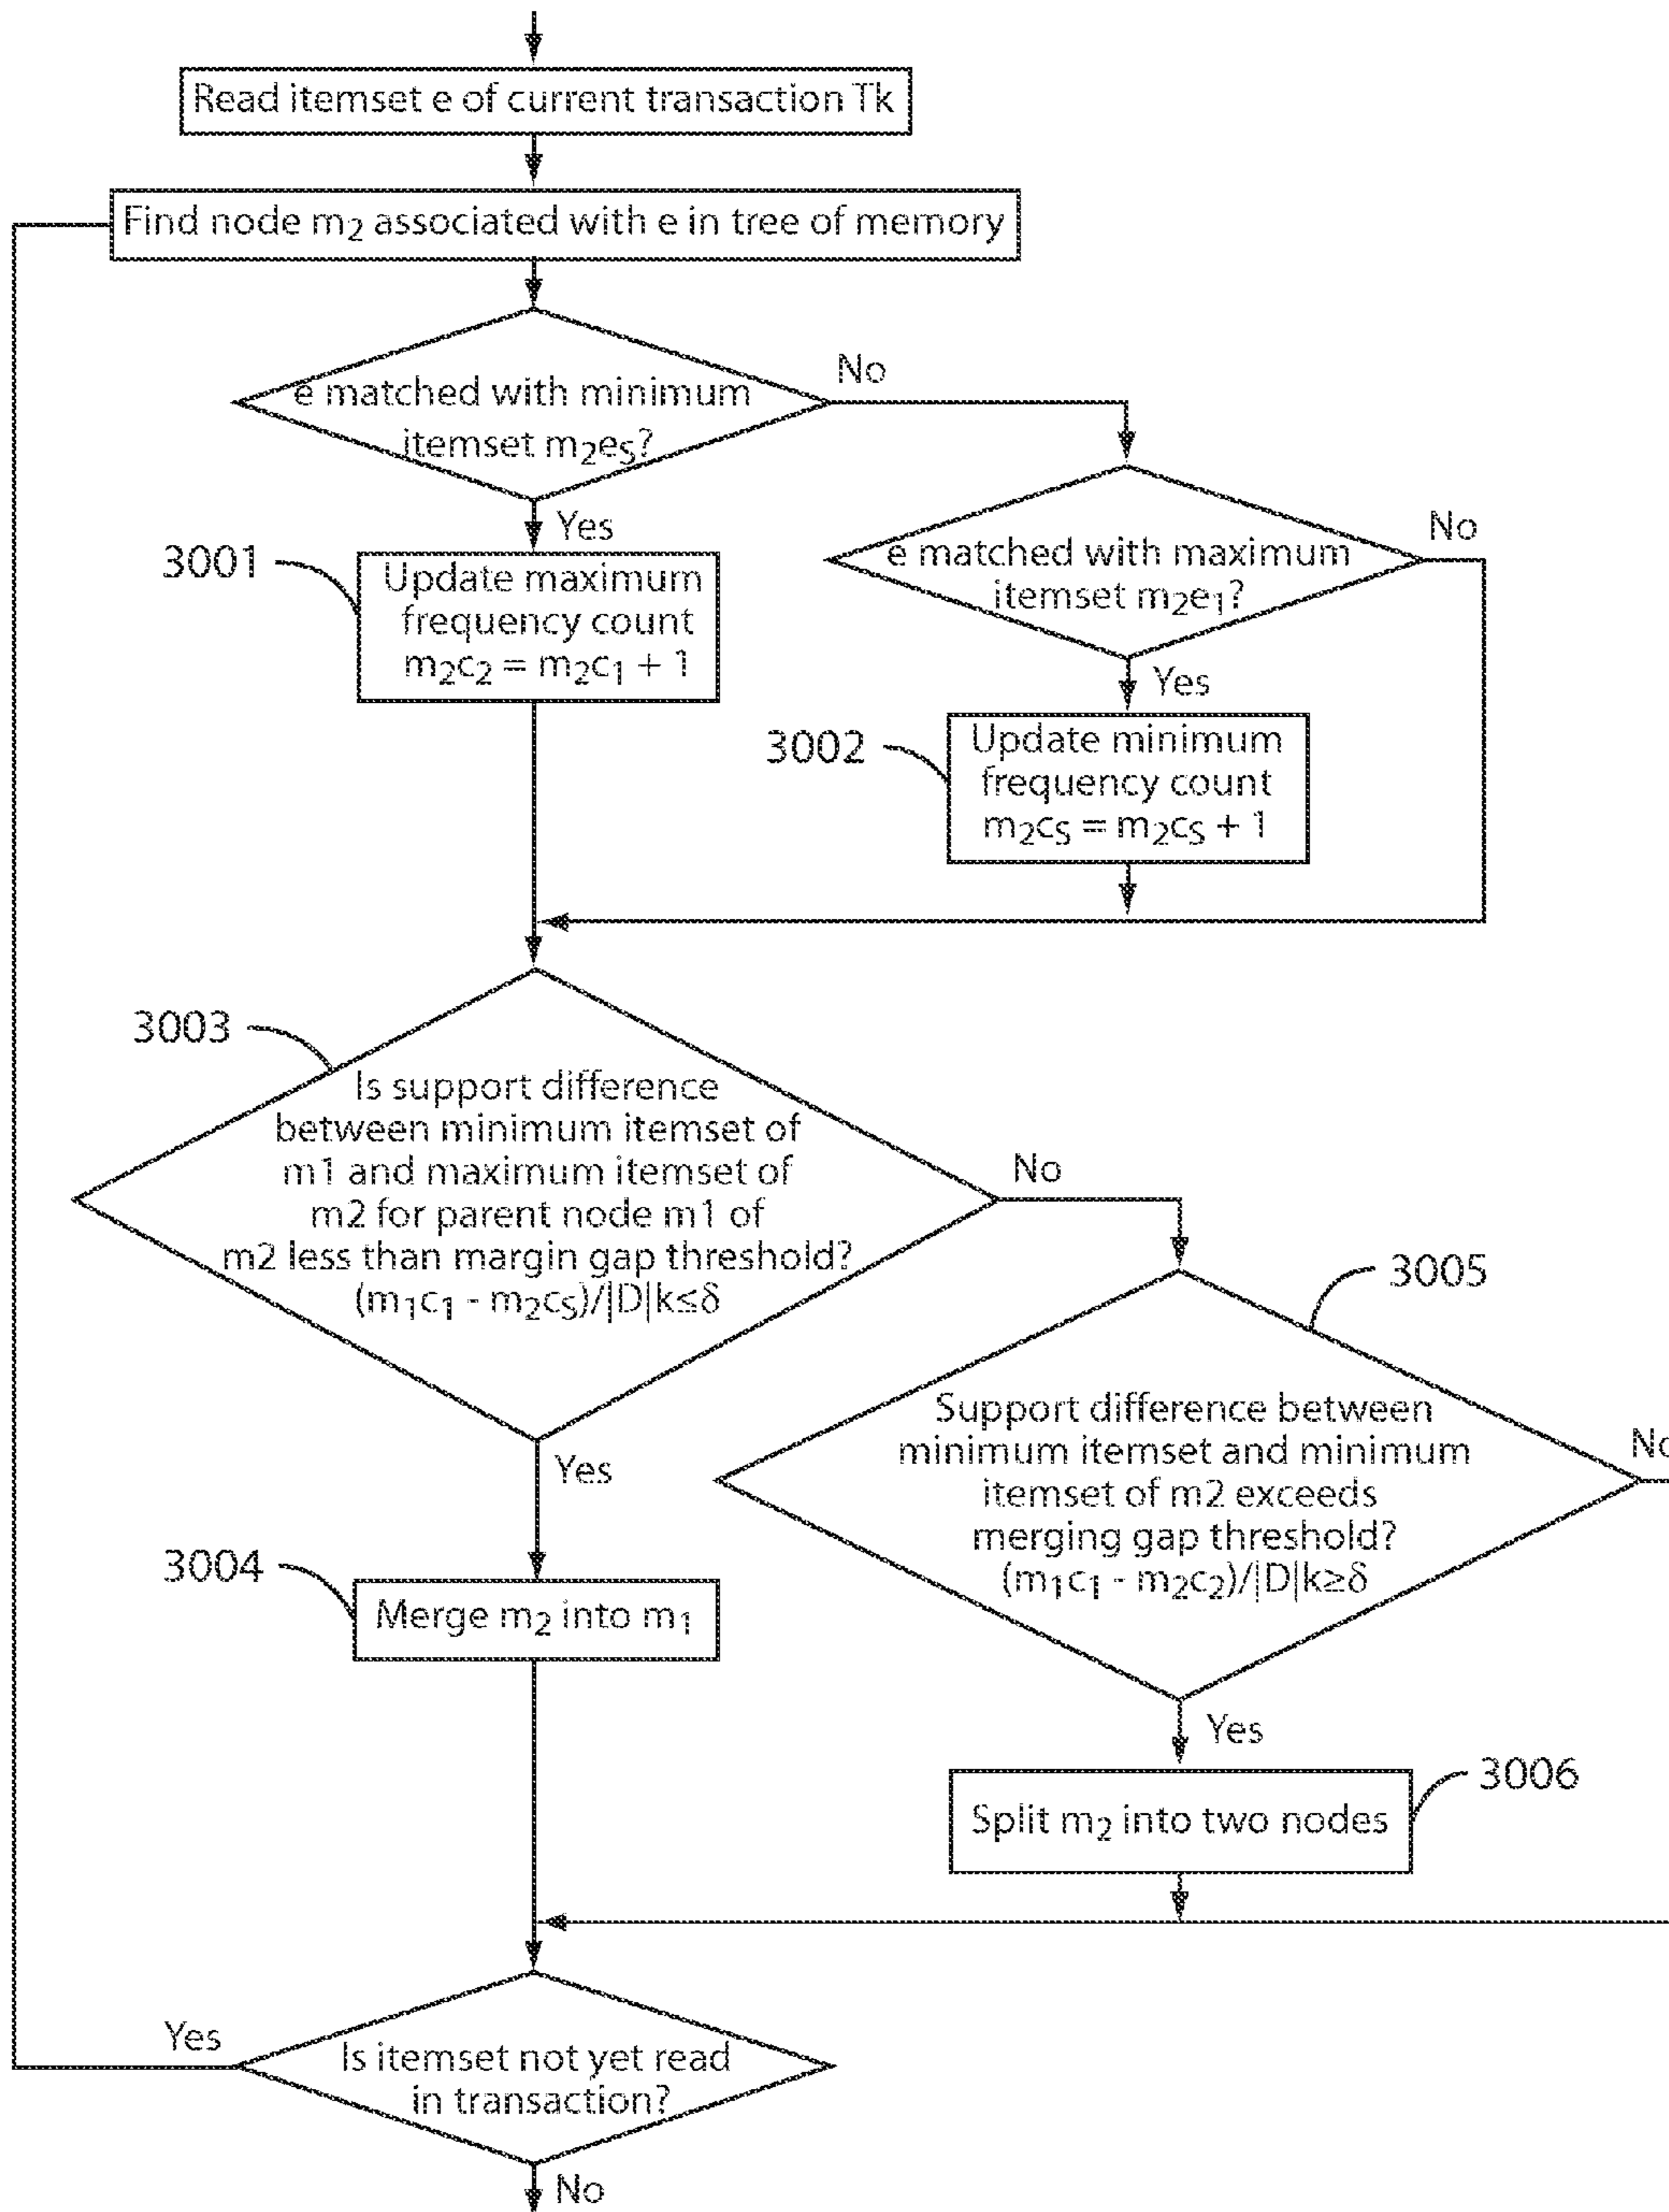 Read itemset e of current transaction Tk
Find node m₂ associated with e in tree of memory
e matched with minimum
itemset m₂eₛ?
No
Yes
3001
Update maximum
frequency count
m₂c₂ = m₂c₁ + 1
e matched with maximum
itemset m₂e₁?
No
Yes
3002
Update minimum
frequency count
m₂cₛ = m₂cₛ + 1
3003
Is support difference
between minimum itemset of
m1 and maximum itemset of
m2 for parent node m1 of
m2 less than margin gap threshold?
(m₁c₁ - m₂cₛ)/|D|k≤δ
No
Yes
3004
Merge m₂ into m₁
3005
Support difference between
minimum itemset and minimum
itemset of m2 exceeds
merging gap threshold?
(m₁c₁ - m₂c₂)/|D|k≥δ
No
Yes
3006
Split m₂ into two nodes
Yes
Is itemset not yet read
in transaction?
No